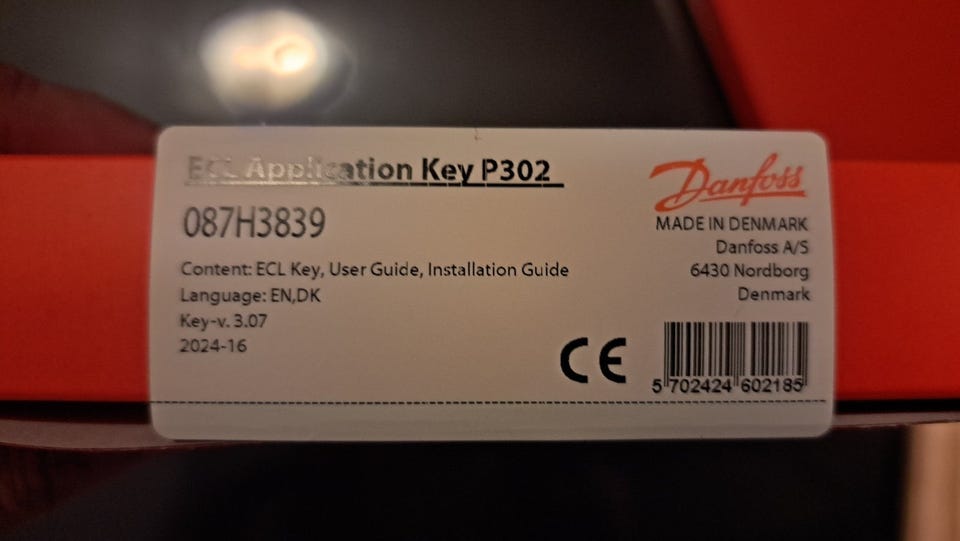 ECL Application Key P302
087H3839
Content: ECL Key, User Guide, Installation Guide
Language: EN,DK
Key-v. 3.07
2024-16
Danfoss
MADE IN DENMARK
Danfoss A/S
6430 Nordborg
Denmark
CE
5 702424 602185